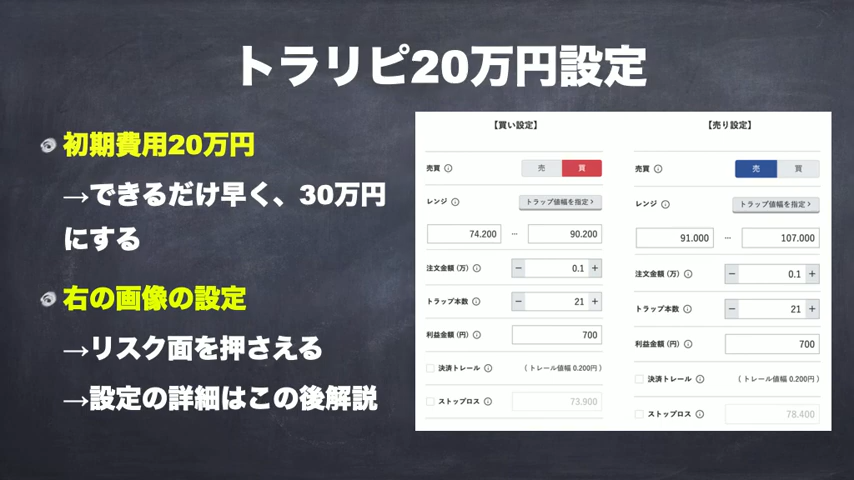 トラリピ20万円設定
初期費用20万円
→できるだけ早く、30万円
にする
右の画像の設定
→リスク面を押さえる
→設定の詳細はこの後解説
【買い設定】
売買 売 買
レンジ トラップ値幅を指定 >
74.200 … 90.200
注文金額(万) − 0.1 +
トラップ本数 − 21 +
利益金額(円) 700
決済トレール (トレール値幅 0.200円)
ストップロス 73.900
【売り設定】
売買 売 買
レンジ トラップ値幅を指定 >
91.000 … 107.000
注文金額(万) − 0.1 +
トラップ本数 − 21 +
利益金額(円) 700
決済トレール (トレール値幅 0.200円)
ストップロス 78.400